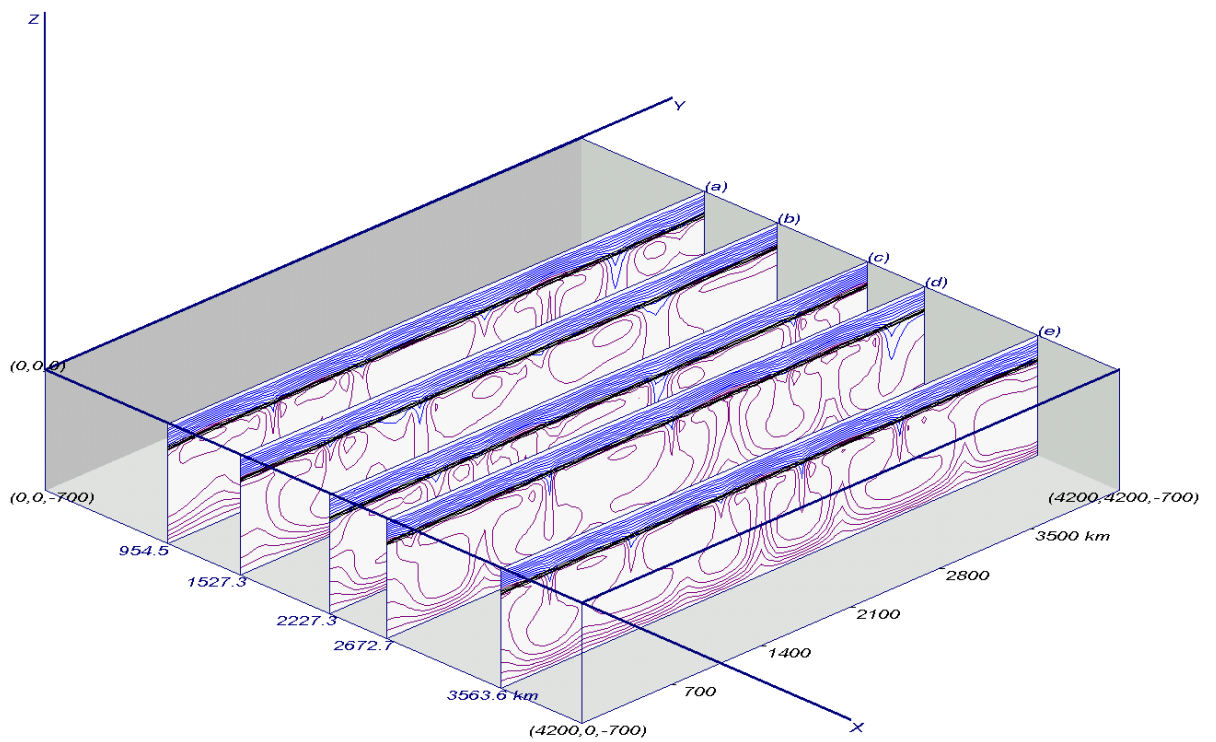 Z
Y
(a)
(b)
(c)
(d)
(e)
(0,0,0)
(0,0,-700)
(4200,4200,-700)
954.5
1527.3
2227.3
2672.7
3563.6 km
3500 km
2800
2100
1400
700
(4200,0,-700)
X